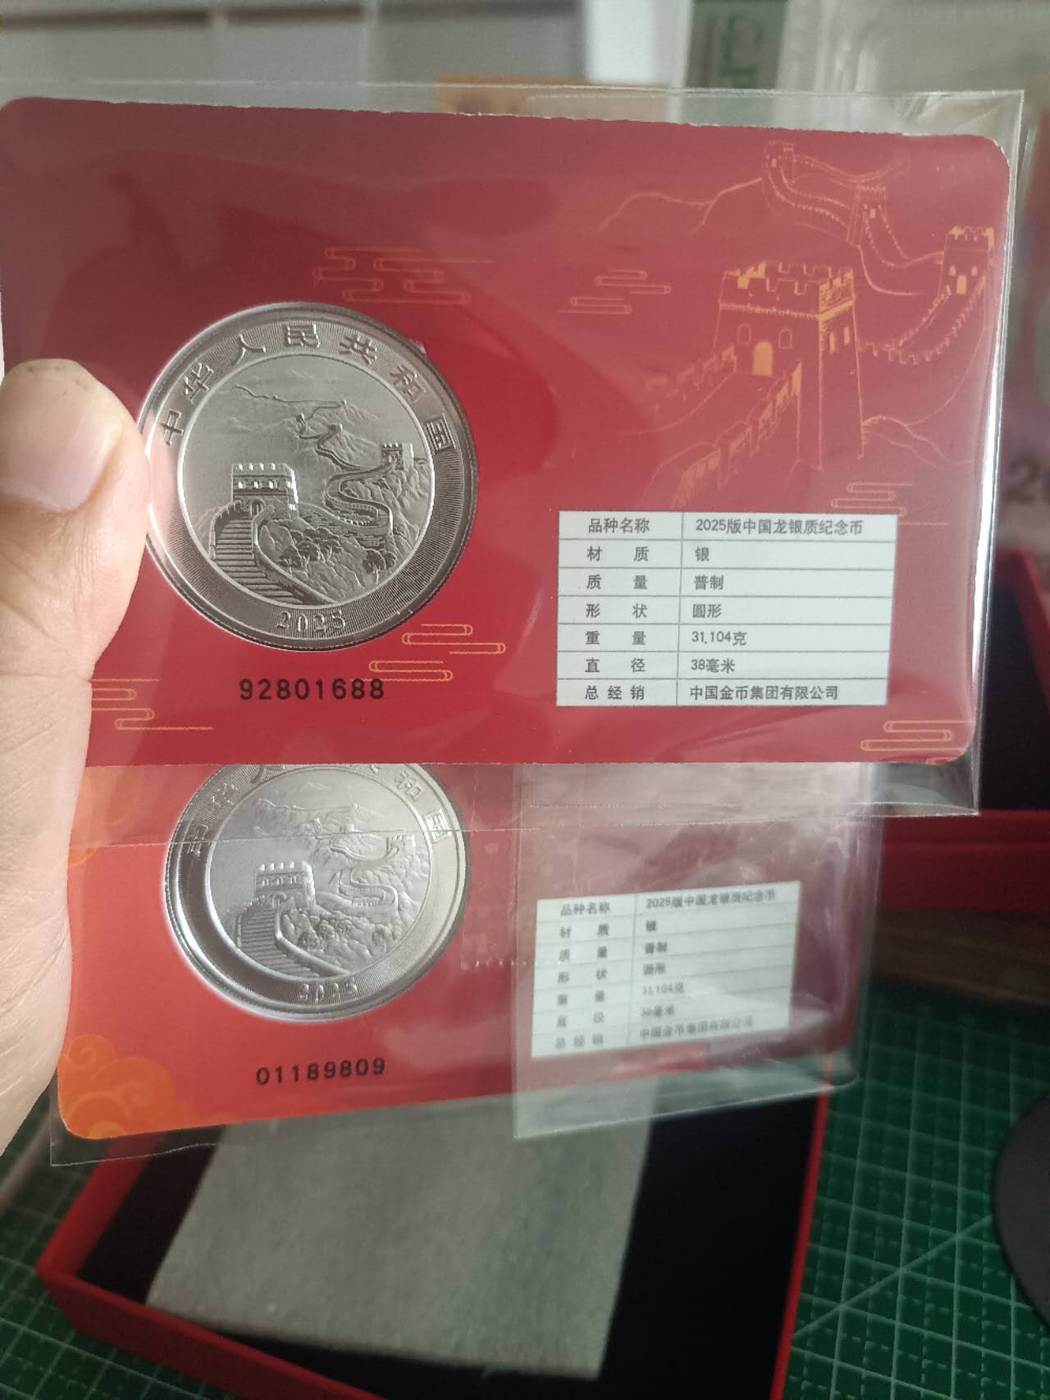 中华人民共和国
2025
92801688
品种名称 2025版中国龙银质纪念币
材 质 银
质 量 普制
形 状 圆形
重 量 31.104克
直 径 38毫米
总经销 中国金币集团有限公司
华人 和国
2025
01189809
品种名称 2025版中国龙银质纪念币
材 质 银
质 量 普制
形 状 圆形
重 量 31.104克
直 径 38毫米
总经销 中国金币集团有限公司